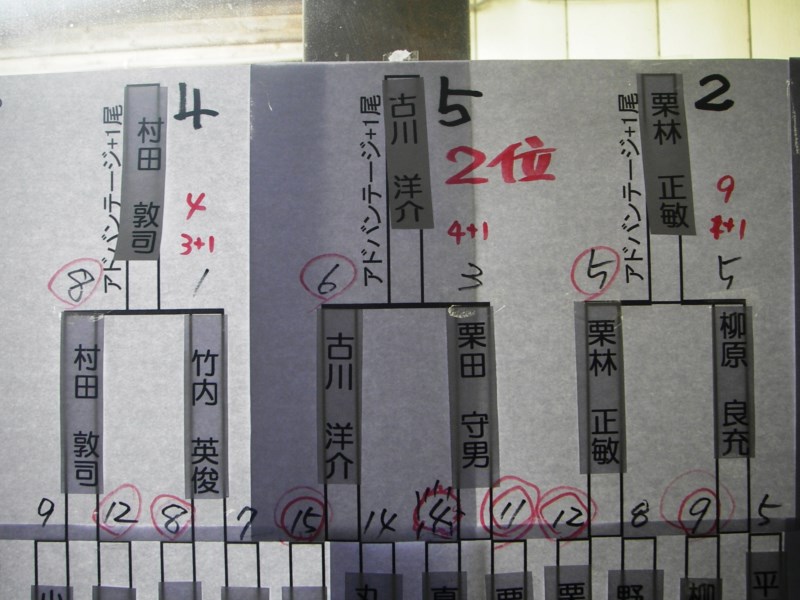 村田 敦司
アドバンテージ+1尾
4
4
3+1
古川 洋介
アドバンテージ+1尾
5
2位
4+1
栗林 正敏
アドバンテージ+1尾
2
9
+1
8
1
6
3
5
5
村田 敦司
竹内 英俊
古川 洋介
栗田 守男
栗林 正敏
柳原 良充
9
12
8
7
15
14
4
11
12
8
9
5
平